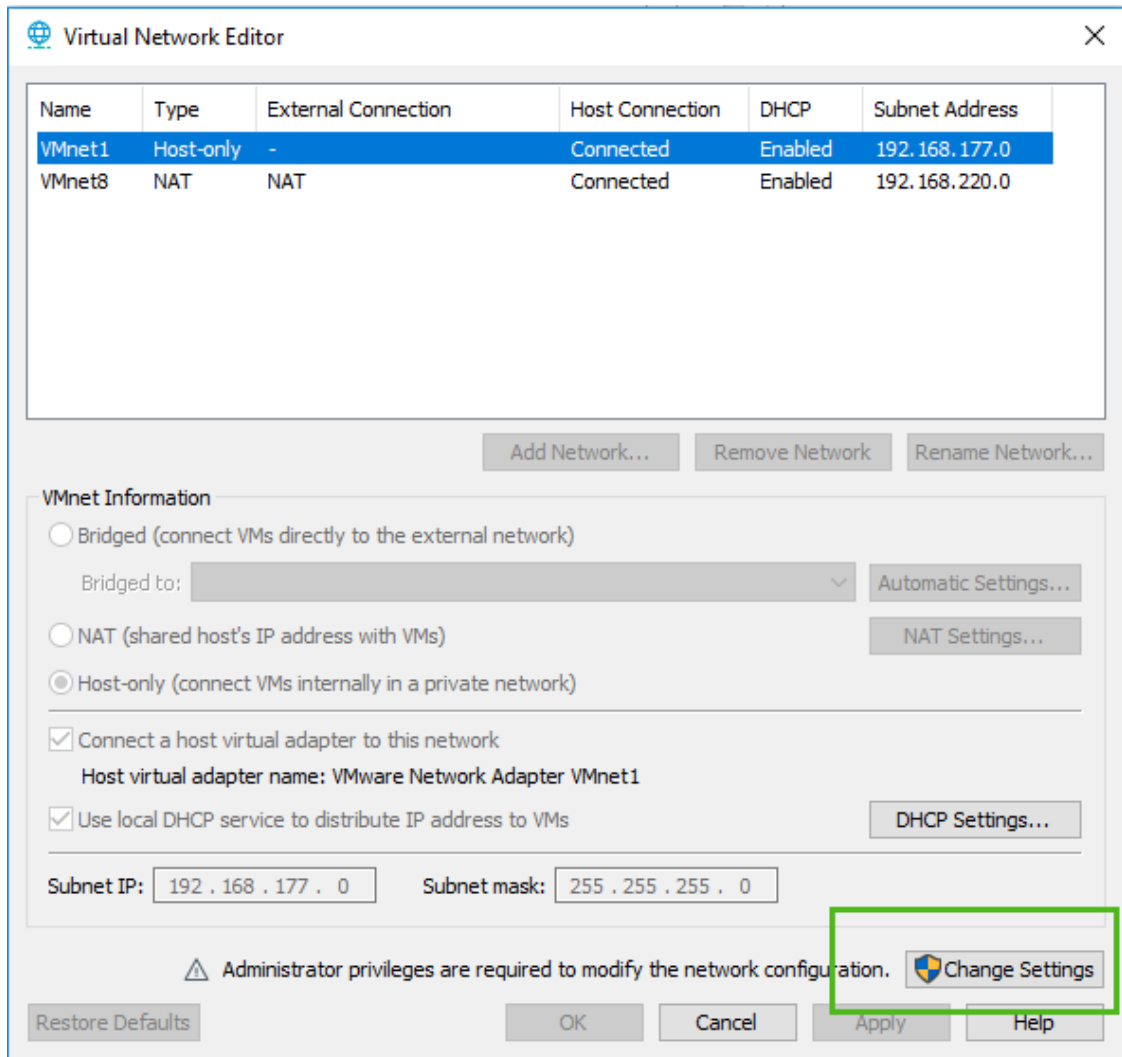 Virtual Network Editor
Name Type External Connection Host Connection DHCP Subnet Address
VMnet1 Host-only - Connected Enabled 192.168.177.0
VMnet8 NAT NAT Connected Enabled 192.168.220.0
Add Network... Remove Network Rename Network...
VMnet Information
Bridged (connect VMs directly to the external network)
Bridged to: Automatic Settings...
NAT (shared host's IP address with VMs) NAT Settings...
Host-only (connect VMs internally in a private network)
Connect a host virtual adapter to this network
Host virtual adapter name: VMware Network Adapter VMnet1
Use local DHCP service to distribute IP address to VMs DHCP Settings...
Subnet IP: 192 . 168 . 177 . 0 Subnet mask: 255 . 255 . 255 . 0
Administrator privileges are required to modify the network configuration. Change Settings
Restore Defaults OK Cancel Apply Help